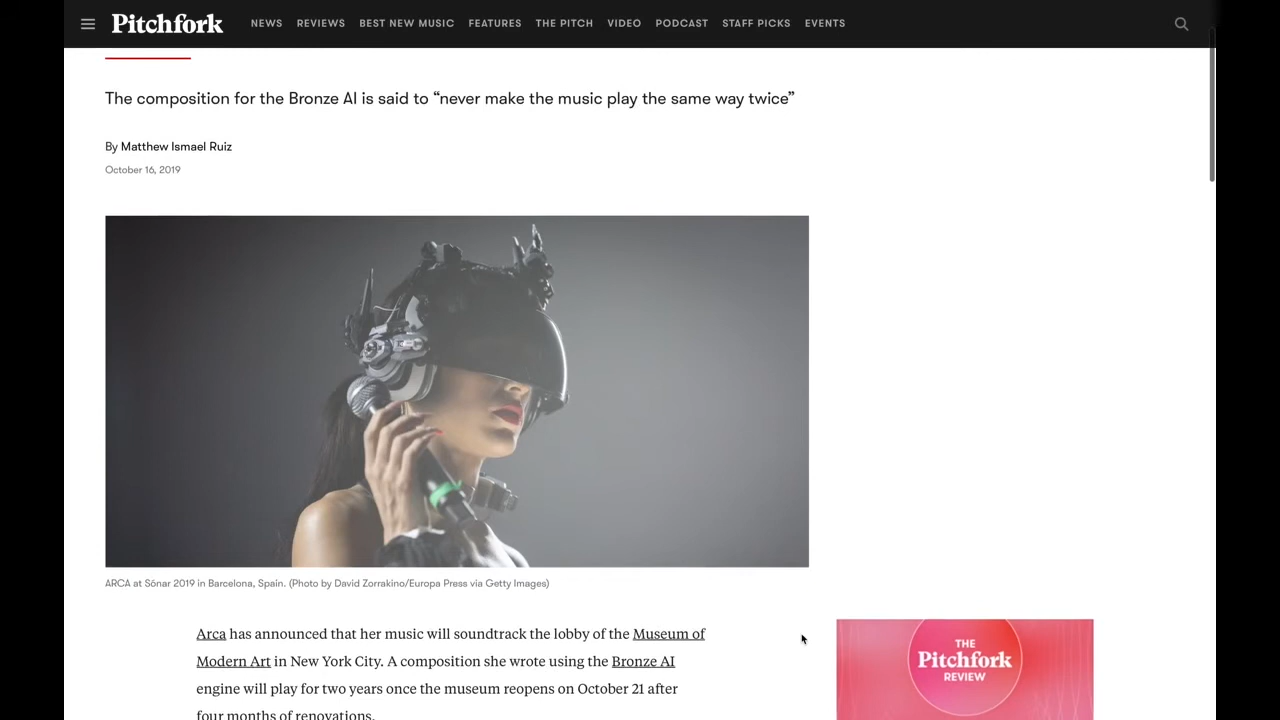 Pitchfork NEWS REVIEWS BEST NEW MUSIC FEATURES THE PITCH VIDEO PODCAST STAFF PICKS EVENTS
The composition for the Bronze AI is said to “never make the music play the same way twice”
By Matthew Ismael Ruiz
October 16, 2019
ARCA at Sónar 2019 in Barcelona, Spain. (Photo by David Zorrakino/Europa Press via Getty Images)
Arca has announced that her music will soundtrack the lobby of the Museum of
Modern Art in New York City. A composition she wrote using the Bronze AI
engine will play for two years once the museum reopens on October 21 after
four months of renovations.
THE
Pitchfork
REVIEW